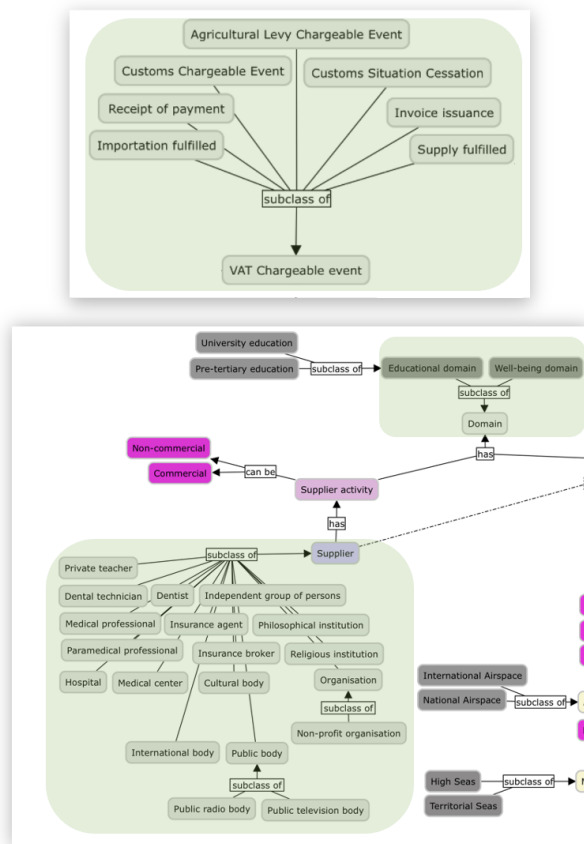 Agricultural Levy Chargeable Event
Customs Chargeable Event
Customs Situation Cessation
Receipt of payment
Invoice issuance
Importation fulfilled
Supply fulfilled
subclass of
VAT Chargeable event
University education
Pre-tertiary education
subclass of
Educational domain
Well-being domain
subclass of
Domain
has
Non-commercial
Commercial
can be
Supplier activity
has
subclass of
Supplier
Private teacher
Dental technician
Dentist
Independent group of persons
Medical professional
Insurance agent
Philosophical institution
Paramedical professional
Insurance broker
Religious institution
Hospital
Medical center
Cultural body
Organisation
subclass of
Non-profit organisation
International body
Public body
subclass of
Public radio body
Public television body
International Airspace
National Airspace
subclass of
High Seas
subclass of
Territorial Seas